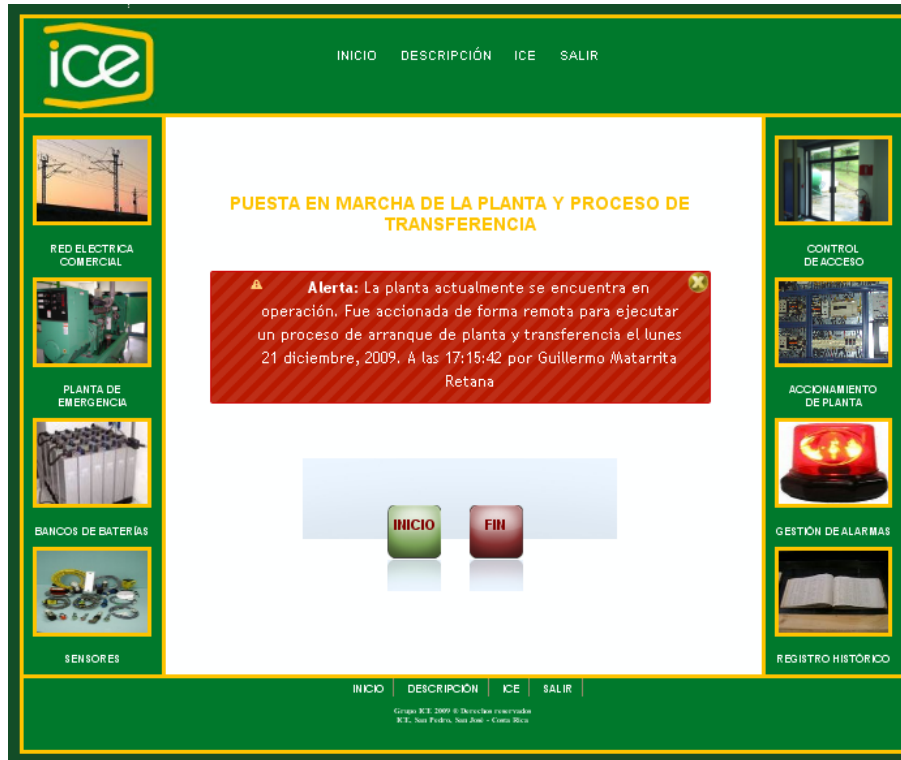 ice
INICIO DESCRIPCIÓN ICE SALIR
RED ELECTRICA
COMERCIAL
PLANTA DE
EMERGENCIA
BANCOS DE BATERÍAS
SENSORES
PUESTA EN MARCHA DE LA PLANTA Y PROCESO DE
TRANSFERENCIA
Alerta: La planta actualmente se encuentra en
operación. Fue accionada de forma remota para ejecutar
un proceso de arranque de planta y transferencia el lunes
21 diciembre, 2009. A las 17:15:42 por Guillermo Matarrita
Retana
INICIO
FIN
CONTROL
DE ACCESO
ACCIONAMIENTO
DE PLANTA
GESTIÓN DE ALARMAS
REGISTRO HISTÓRICO
INICIO DESCRIPCIÓN ICE SALIR
Grupo ICE 2009 © Derechos reservados
ICE, San Pedro, San José - Costa Rica